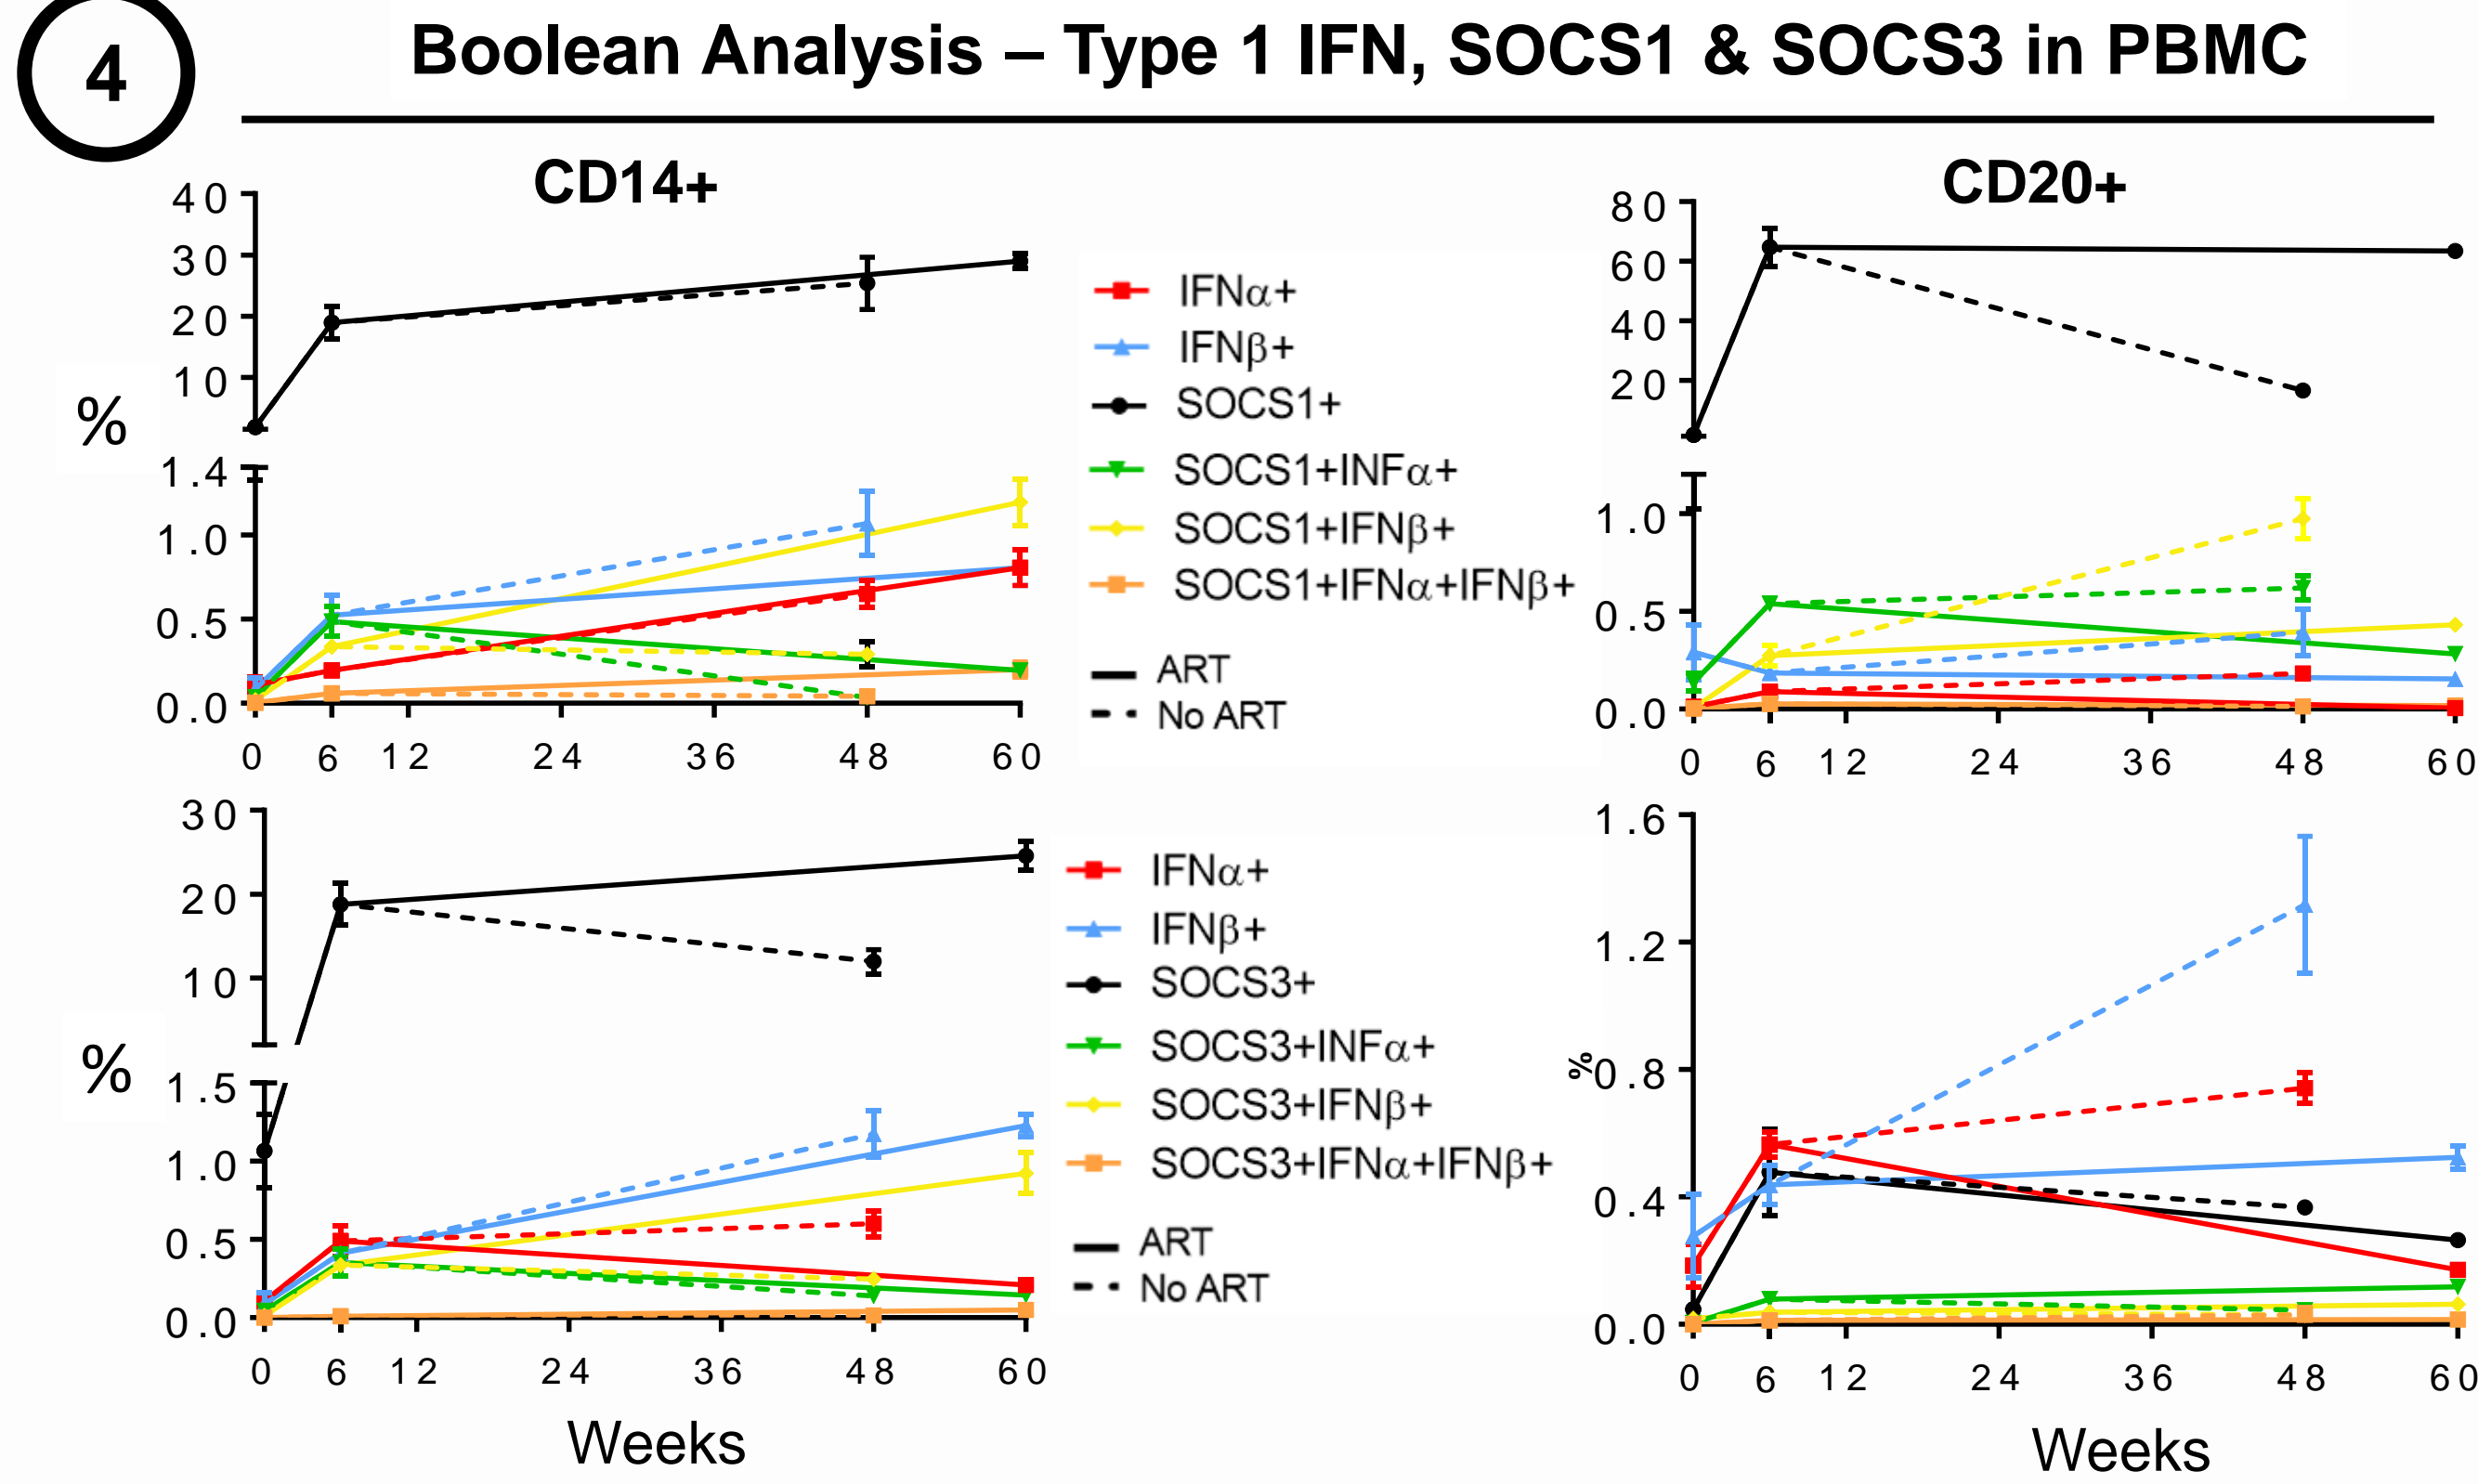 4
Boolean Analysis – Type 1 IFN, SOCS1 & SOCS3 in PBMC
CD14+
40
30
20
10
%
1.4
1.0
0.5
0.0
0 6 12 24 36 48 60
IFNα+
IFNβ+
SOCS1+
SOCS1+INFα+
SOCS1+IFNβ+
SOCS1+IFNα+IFNβ+
ART
No ART
CD20+
80
60
40
20
1.0
0.5
0.0
0 6 12 24 36 48 60
30
20
10
%
1.5
1.0
0.5
0.0
0 6 12 24 36 48 60
Weeks
IFNα+
IFNβ+
SOCS3+
SOCS3+INFα+
SOCS3+IFNβ+
SOCS3+IFNα+IFNβ+
ART
No ART
1.6
1.2
%
0.8
0.4
0.0
0 6 12 24 36 48 60
Weeks